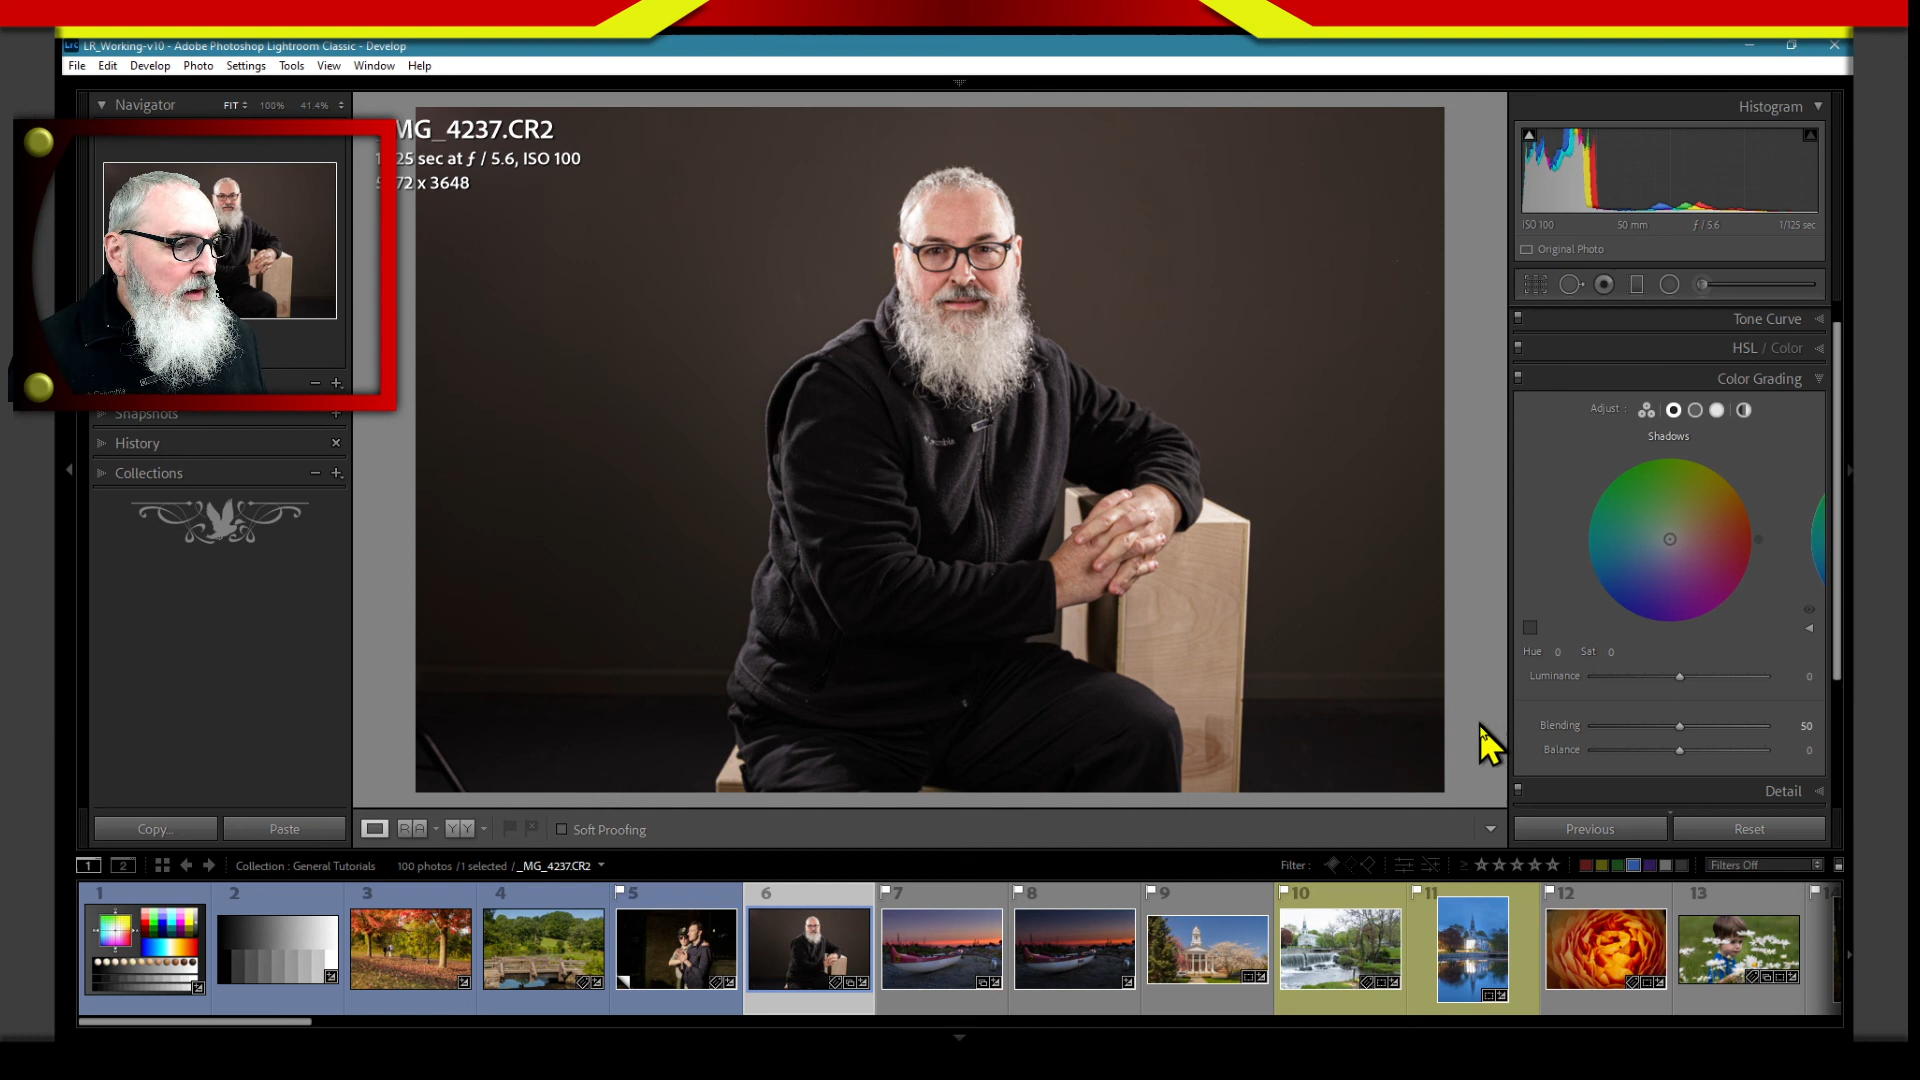 LrC LR_Working-v10 - Adobe Photoshop Lightroom Classic - Develop
File Edit Develop Photo Settings Tools View Window Help
Navigator FIT 100% 41.4%
Histogram
MG_4237.CR2
25 sec at ƒ / 5.6, ISO 100
72 x 3648
ISO 100 50 mm ƒ / 5.6 1/125 sec
Original Photo
Tone Curve
HSL / Color
Color Grading
Adjust :
Shadows
Snapshots
History
Collections
Columbia
Hue 0 Sat 0
Luminance 0
Blending 50
Balance 0
Detail
Copy... Paste
R A Y Y Soft Proofing
Previous Reset
1 2 Collection : General Tutorials 100 photos / 1 selected / _MG_4237.CR2
Filter : ≥ Filters Off
1 2 3 4 5 6 7 8 9 10 11 12 13 14